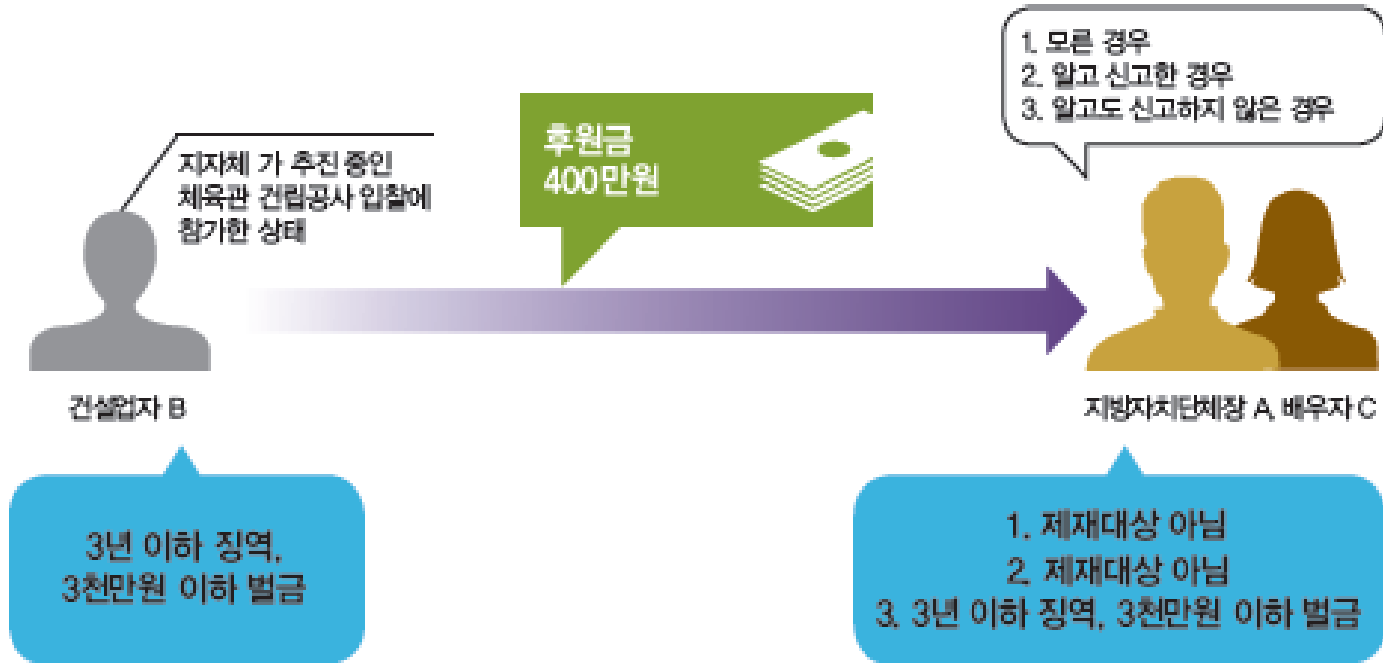 1. 모른 경우
2. 알고 신고한 경우
3. 알고도 신고하지 않은 경우
지자체 가 추진 중인
체육관 건립공사 입찰에
참가한 상태
후원금
400만원
건설업자 B
지방자치단체장 A, 배우자 C
3년 이하 징역,
3천만원 이하 벌금
1. 제재대상 아님
2. 제재대상 아님
3. 3년 이하 징역, 3천만원 이하 벌금